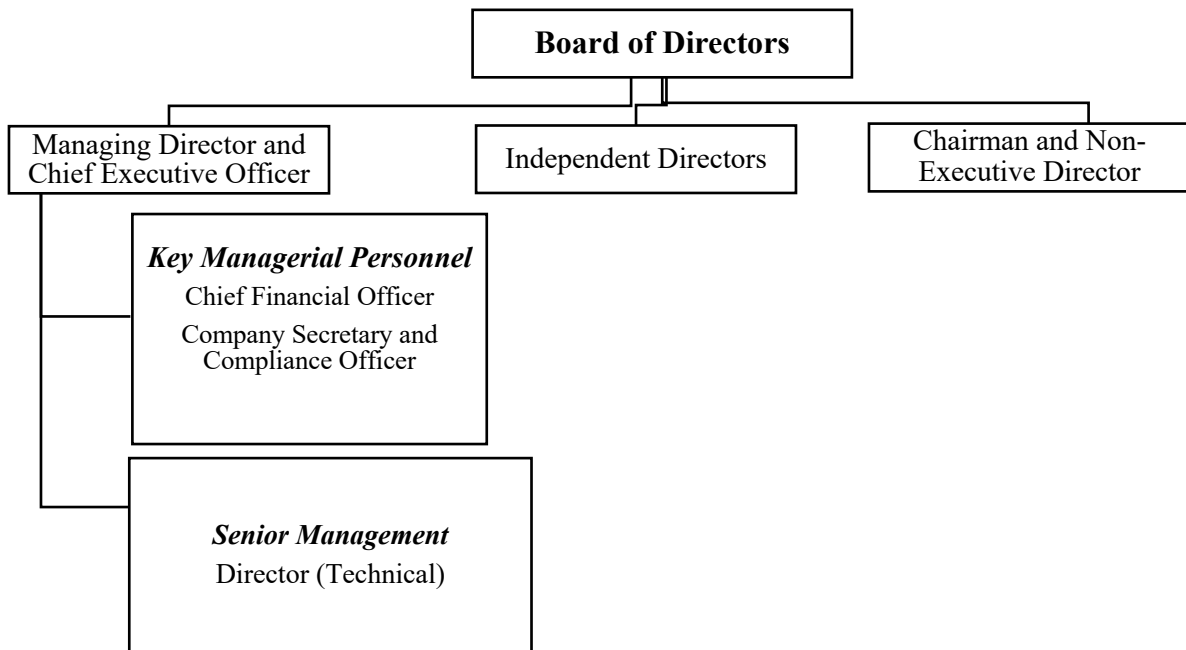 Board of Directors
Managing Director and
Chief Executive Officer
Independent Directors
Chairman and Non-
Executive Director
Key Managerial Personnel
Chief Financial Officer
Company Secretary and
Compliance Officer
Senior Management
Director (Technical)